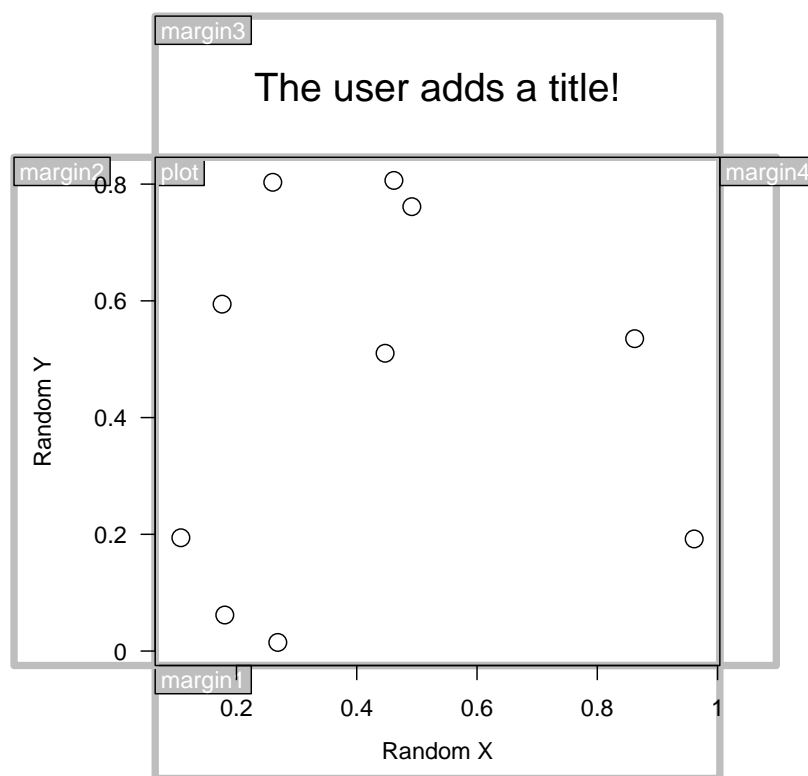 margin3
The user adds a title!
margin2
plot
margin4
0.8
0.6
0.4
0.2
0
Random Y
margin1
0.2 0.4 0.6 0.8 1
Random X